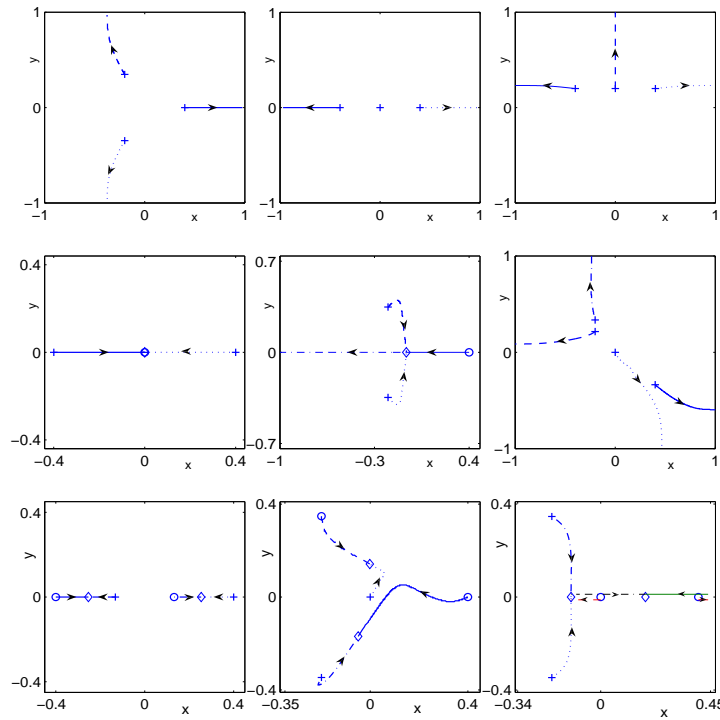 1 1 1
y y y
0 0 0
−1 −1 −1
−1 0 x 1 −1 0 x 1 −1 0 x 1
0.4 0.7 1
y y y
0 0 0
−0.4 −0.7 −1
−0.4 0 x 0.4 −1 −0.3 x 0.4 −1 0 x 1
0.4 0.4 0.4
y y y
0 0 0
−0.4 −0.4 −0.4
−0.4 0 x 0.4 −0.35 0 x 0.4 −0.34 0 x 0.45